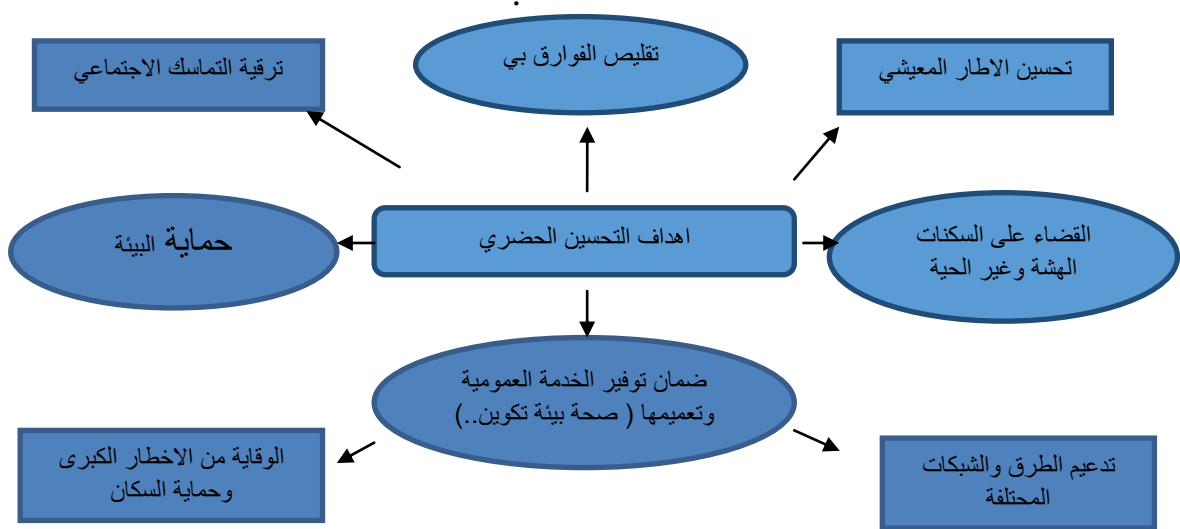 تحسين الاطار المعيشي
تقليص الفوارق بي
ترقية التماسك الاجتماعي
القضاء على السكنات
الهشة وغير الحية
اهداف التحسين الحضري
حماية البيئة
ضمان توفير الخدمة العمومية
وتعميمها ( صحة بيئة تكوين..)
تدعيم الطرق والشبكات
المحتلفة
الوقاية من الاخطار الكبرى
وحماية السكان